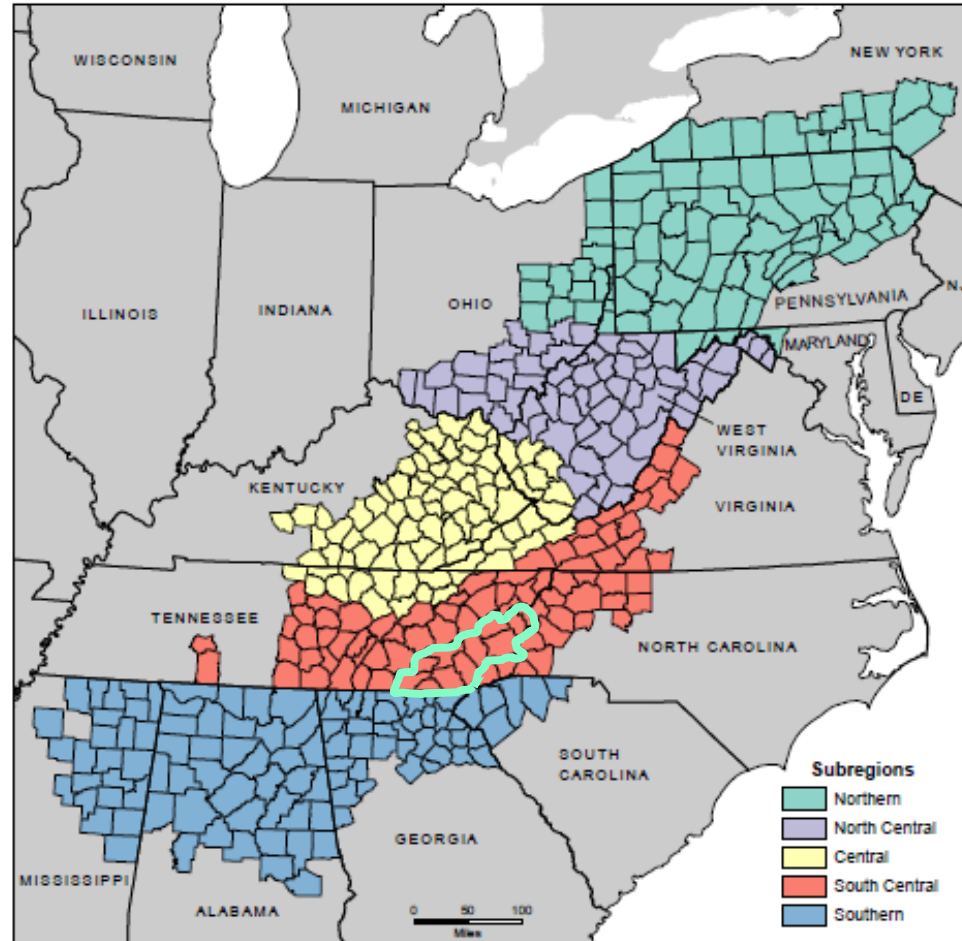 NEW YORK
WISCONSIN
MICHIGAN
PENNSYLVANIA
NJ
OHIO
ILLINOIS
INDIANA
MARYLAND
DE
WEST
VIRGINIA
KENTUCKY
VIRGINIA
TENNESSEE
NORTH CAROLINA
SOUTH
CAROLINA
GEORGIA
MISSISSIPPI
ALABAMA
0 50 100
Miles
Subregions
Northern
North Central
Central
South Central
Southern